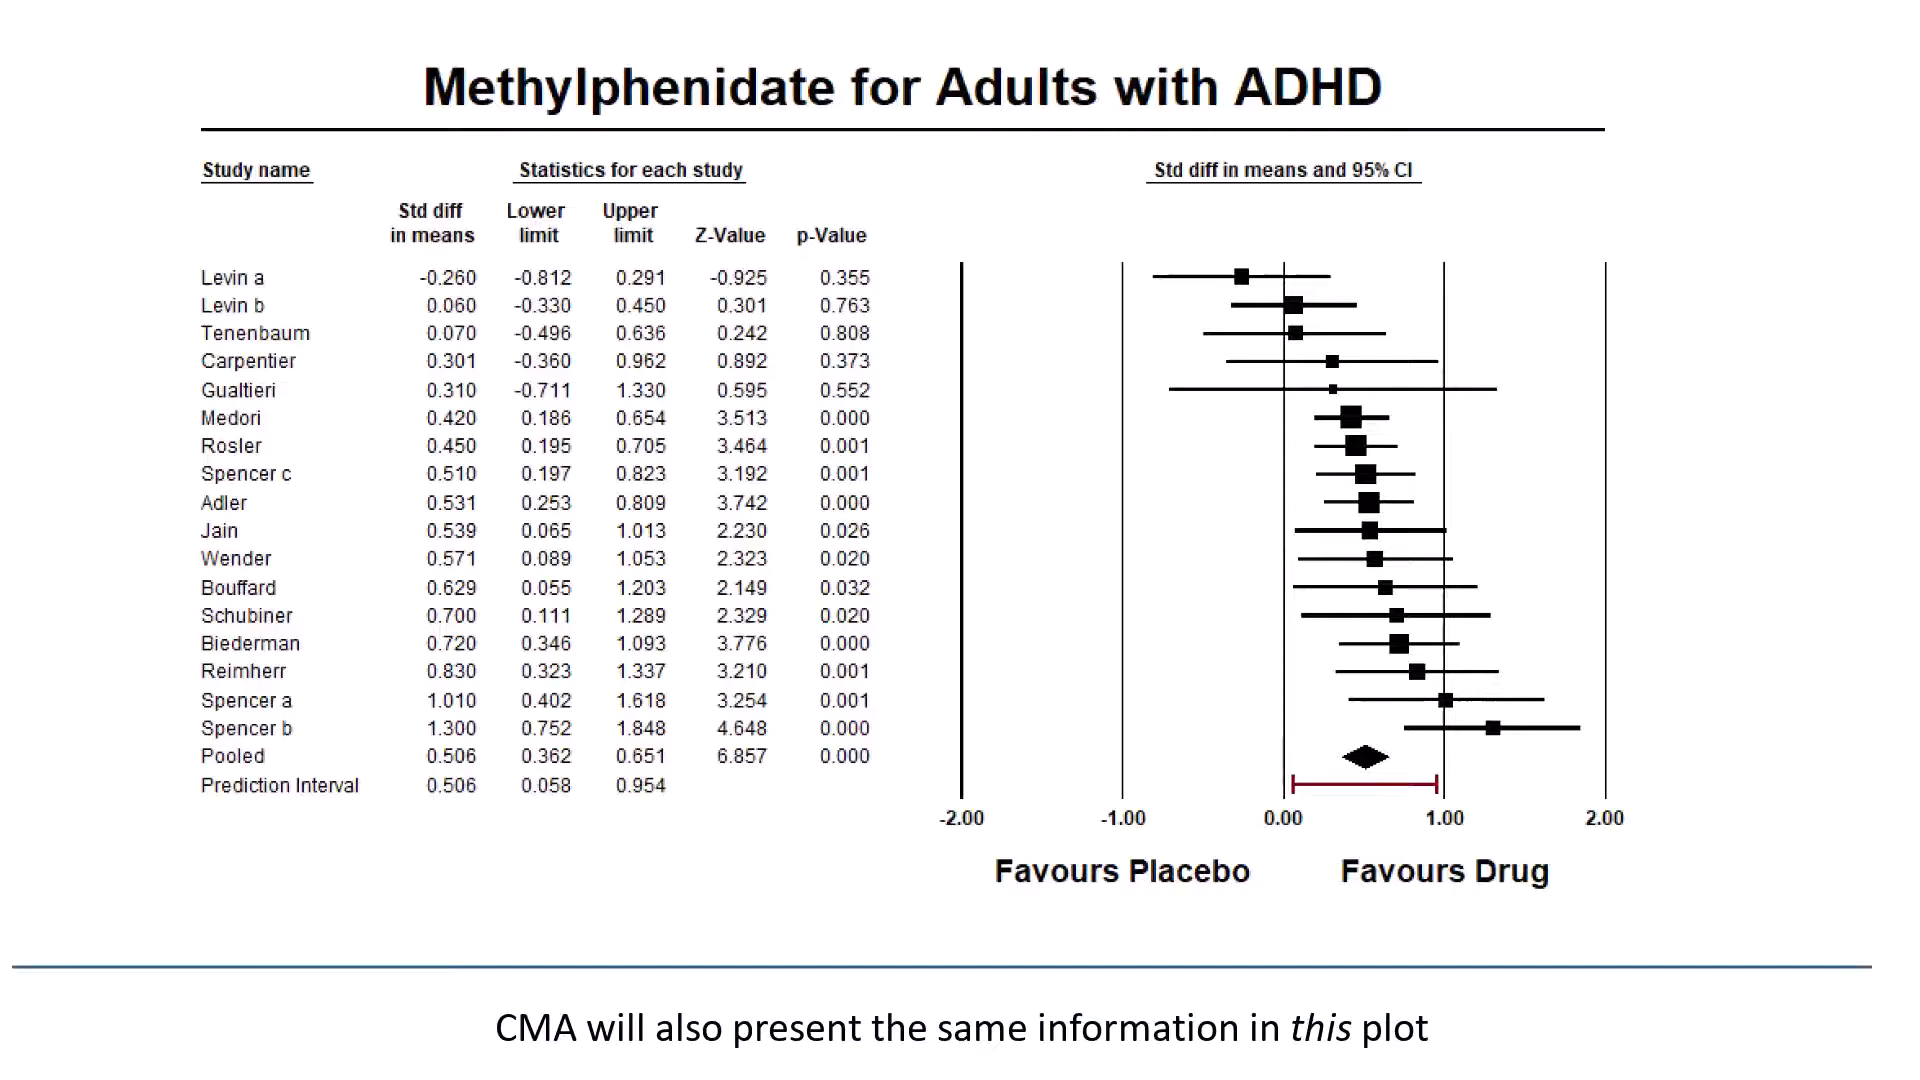 Methylphenidate for Adults with ADHD
Study name Statistics for each study Std diff in means and 95% CI
Std diff Lower Upper
in means limit limit Z-Value p-Value
Levin a -0.260 -0.812 0.291 -0.925 0.355
Levin b 0.060 -0.330 0.450 0.301 0.763
Tenenbaum 0.070 -0.496 0.636 0.242 0.808
Carpentier 0.301 -0.360 0.962 0.892 0.373
Gualtieri 0.310 -0.711 1.330 0.595 0.552
Medori 0.420 0.186 0.654 3.513 0.000
Rosler 0.450 0.195 0.705 3.464 0.001
Spencer c 0.510 0.197 0.823 3.192 0.001
Adler 0.531 0.253 0.809 3.742 0.000
Jain 0.539 0.065 1.013 2.230 0.026
Wender 0.571 0.089 1.053 2.323 0.020
Bouffard 0.629 0.055 1.203 2.149 0.032
Schubiner 0.700 0.111 1.289 2.329 0.020
Biederman 0.720 0.346 1.093 3.776 0.000
Reimherr 0.830 0.323 1.337 3.210 0.001
Spencer a 1.010 0.402 1.618 3.254 0.001
Spencer b 1.300 0.752 1.848 4.648 0.000
Pooled 0.506 0.362 0.651 6.857 0.000
Prediction Interval 0.506 0.058 0.954
-2.00 -1.00 0.00 1.00 2.00
Favours Placebo Favours Drug
CMA will also present the same information in this plot